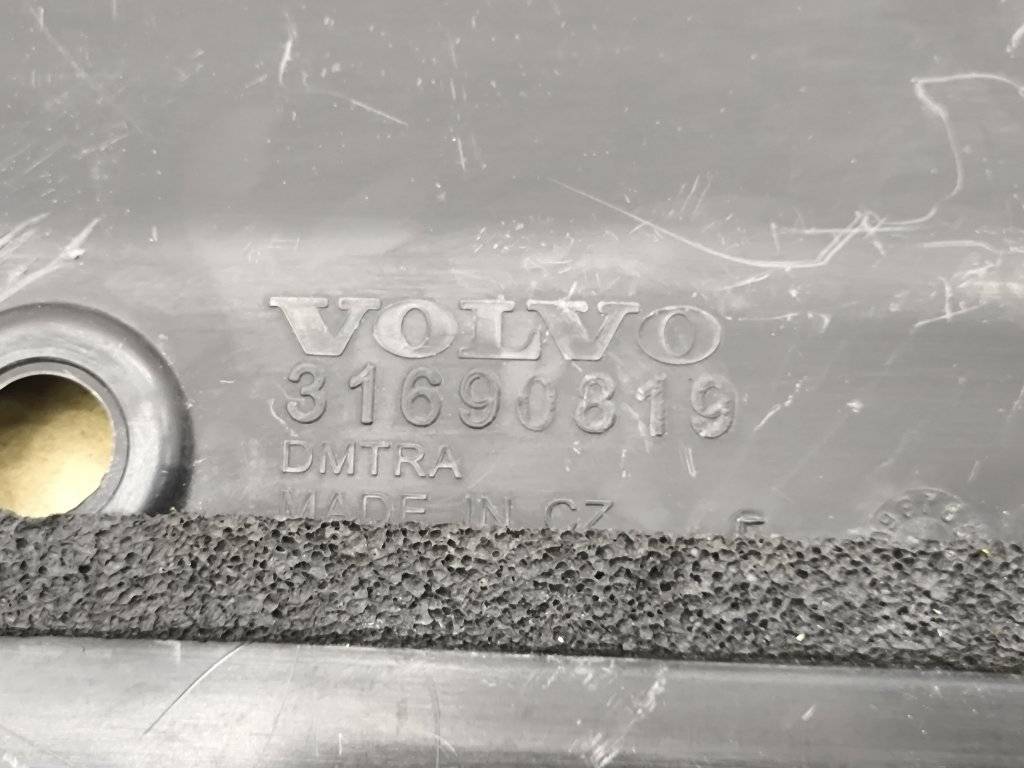 VOLVO
31690819
DMTRA
MADE IN CZ